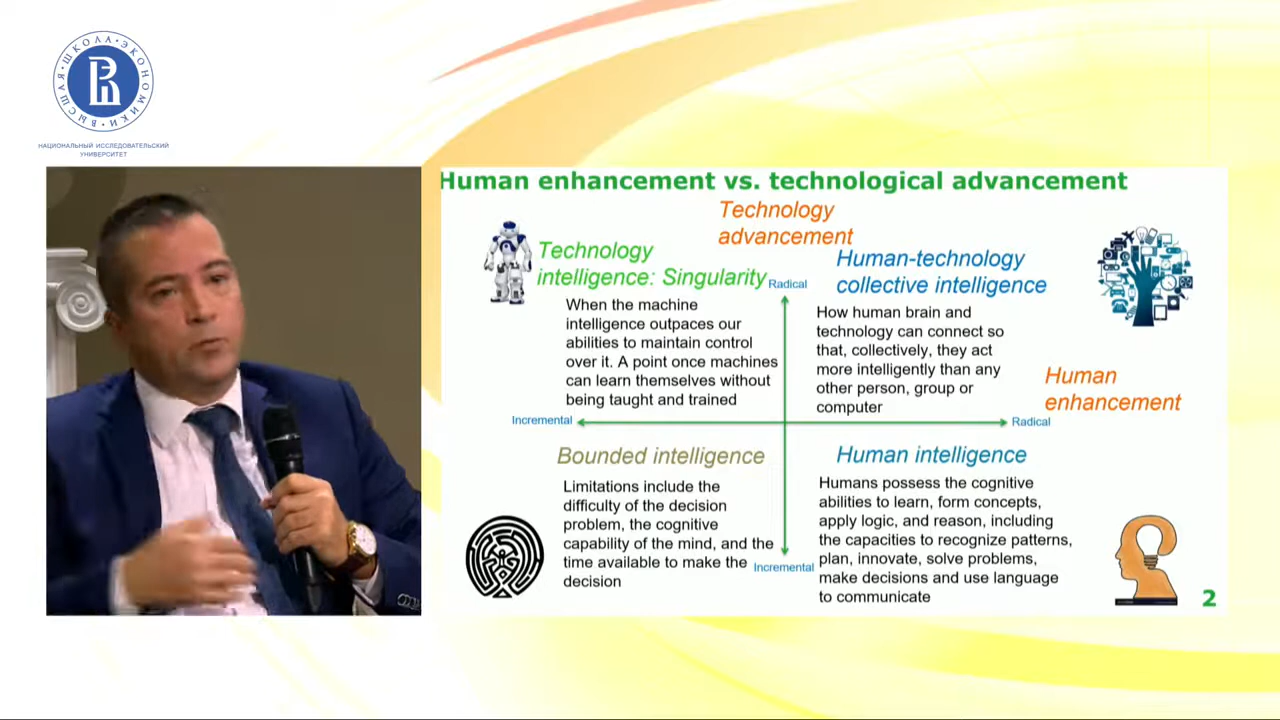 ВЫСШАЯ • ШКОЛА • ЭКОНОМИКИ •
НАЦИОНАЛЬНЫЙ ИССЛЕДОВАТЕЛЬСКИЙ
УНИВЕРСИТЕТ
Human enhancement vs. technological advancement
Technology
advancement
Technology
intelligence: Singularity
Radical
When the machine
intelligence outpaces our
abilities to maintain control
over it. A point once machines
can learn themselves without
being taught and trained
Human-technology
collective intelligence
How human brain and
technology can connect so
that, collectively, they act
more intelligently than any
other person, group or
computer
Human
enhancement
Incremental
Radical
Bounded intelligence
Limitations include the
difficulty of the decision
problem, the cognitive
capability of the mind, and the
time available to make the
decision
Incremental
Human intelligence
Humans possess the cognitive
abilities to learn, form concepts,
apply logic, and reason, including
the capacities to recognize patterns,
plan, innovate, solve problems,
make decisions and use language
to communicate
2